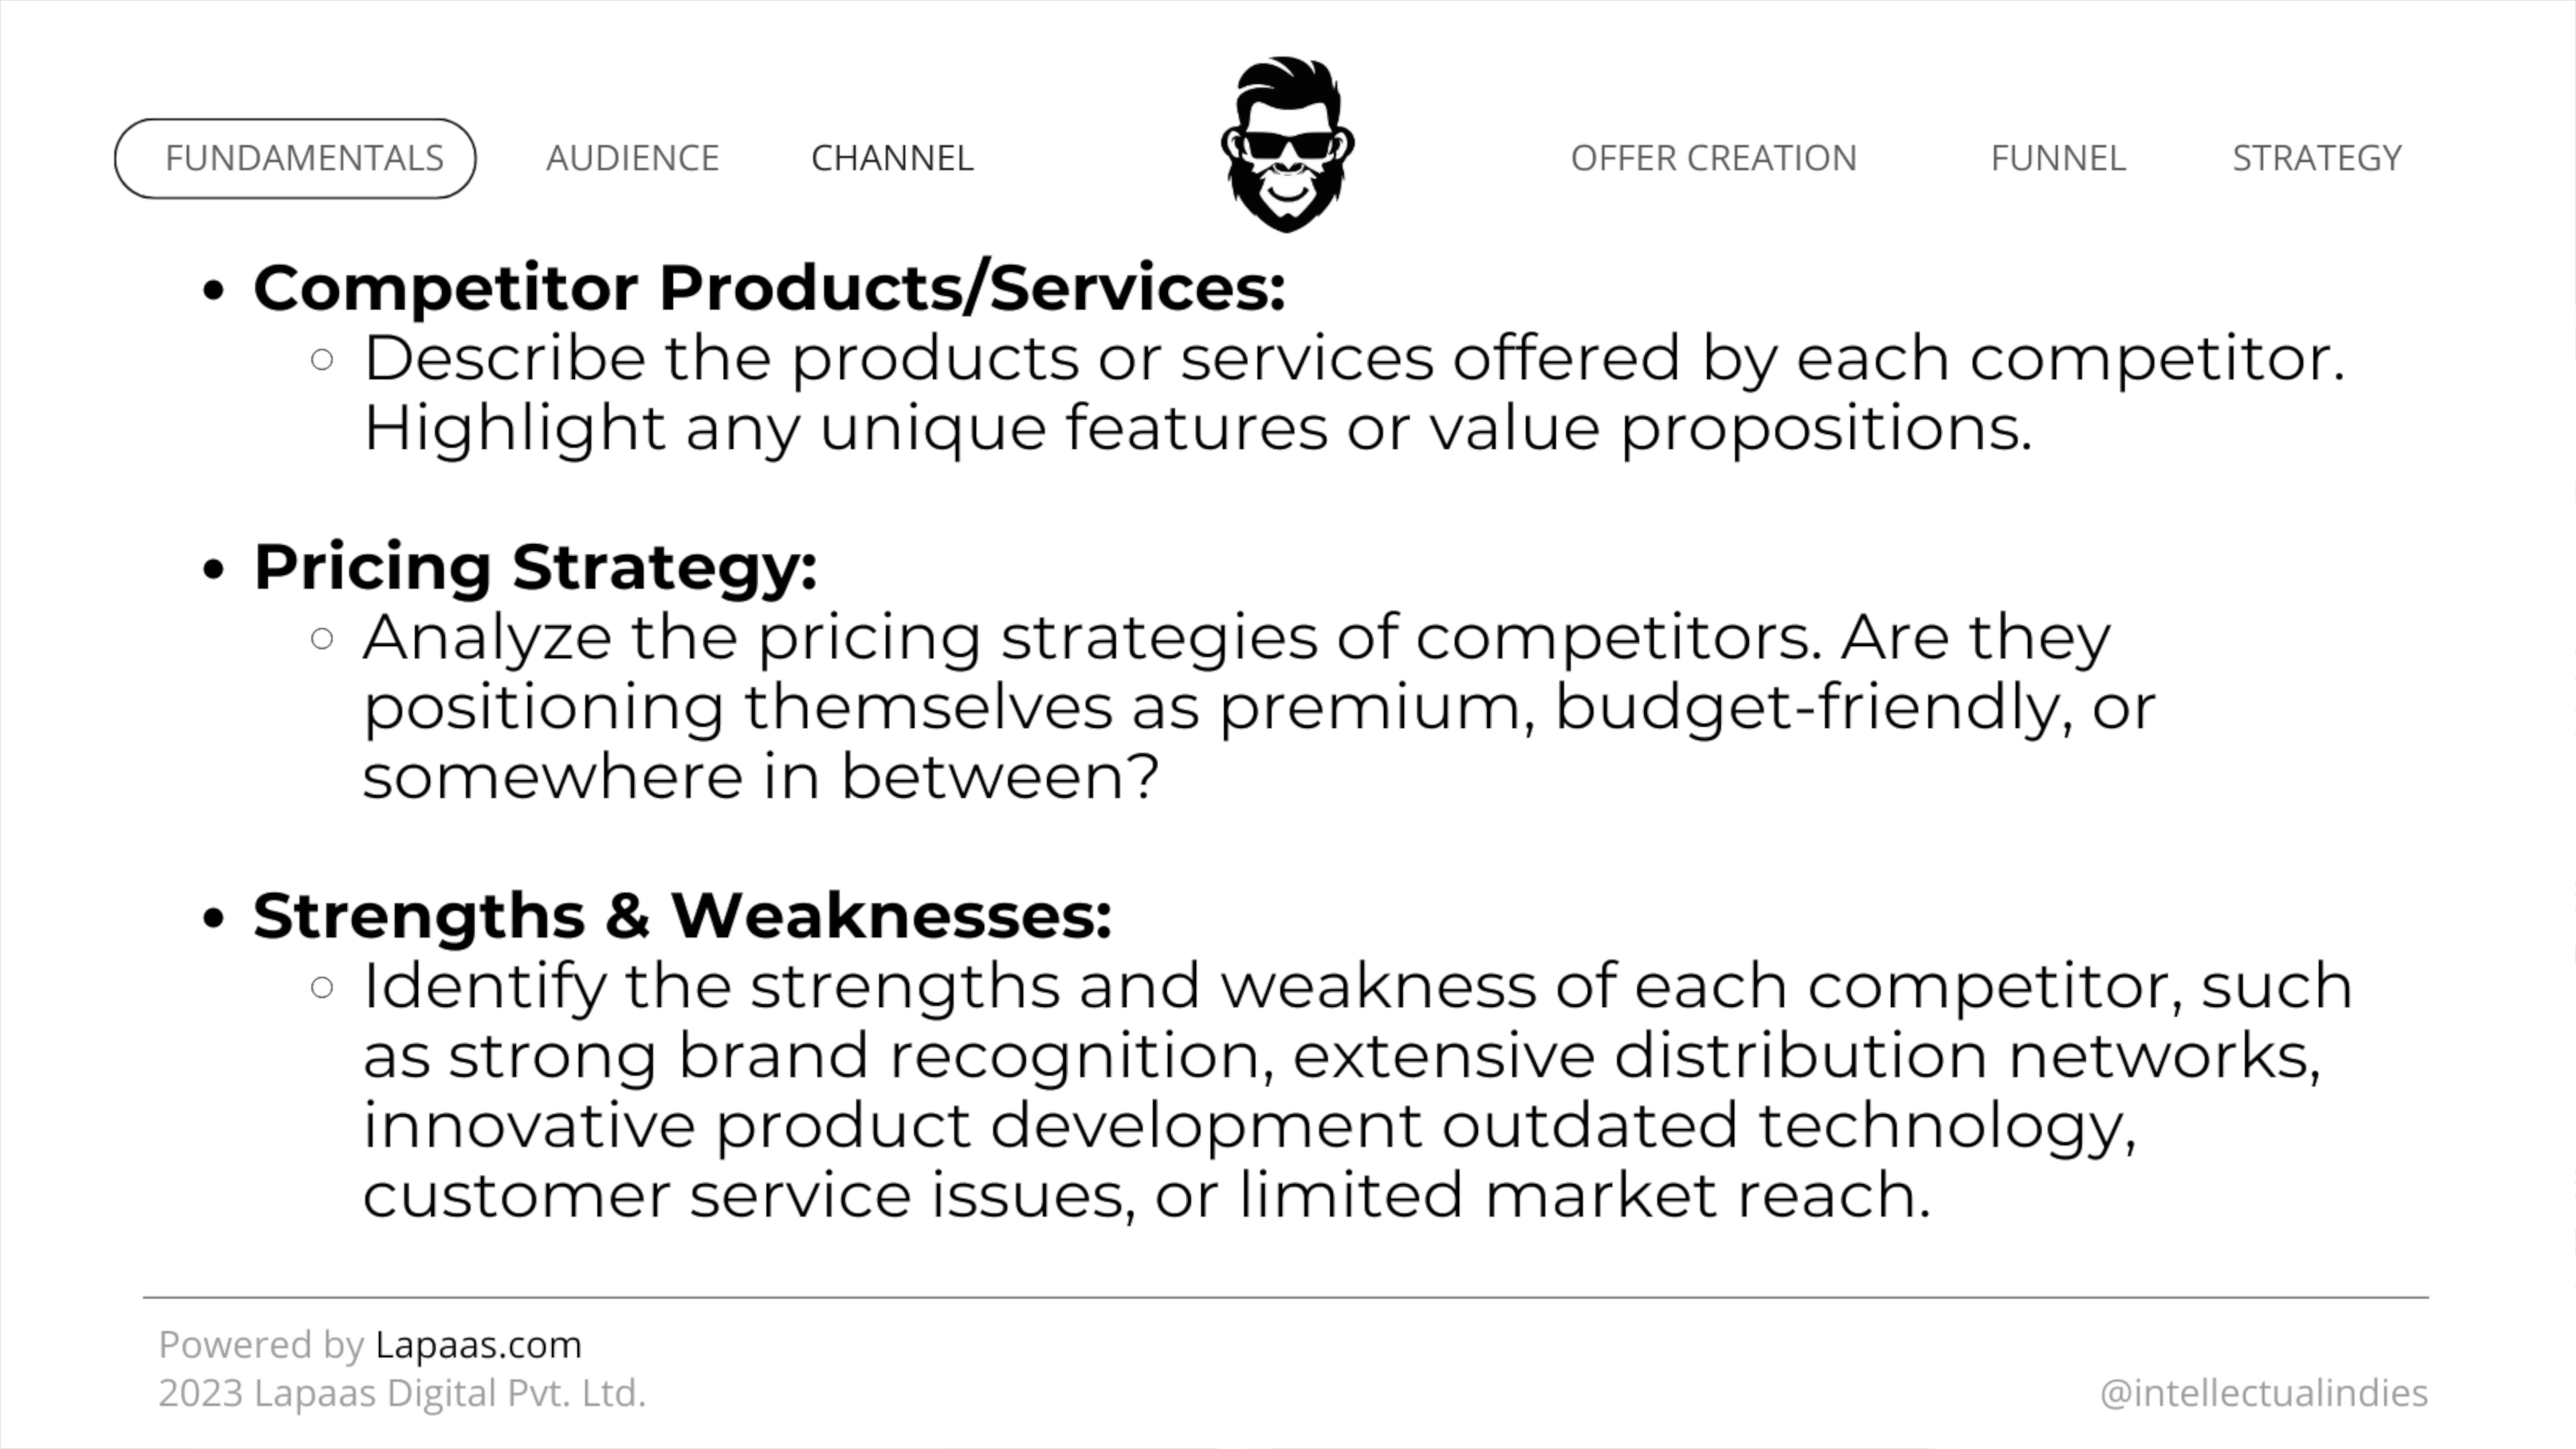 FUNDAMENTALS AUDIENCE CHANNEL OFFER CREATION FUNNEL STRATEGY
• Competitor Products/Services:
○ Describe the products or services offered by each competitor.
Highlight any unique features or value propositions.
• Pricing Strategy:
○ Analyze the pricing strategies of competitors. Are they
positioning themselves as premium, budget-friendly, or
somewhere in between?
• Strengths & Weaknesses:
○ Identify the strengths and weakness of each competitor, such
as strong brand recognition, extensive distribution networks,
innovative product development outdated technology,
customer service issues, or limited market reach.
Powered by Lapaas.com
2023 Lapaas Digital Pvt. Ltd.
@intellectualindies